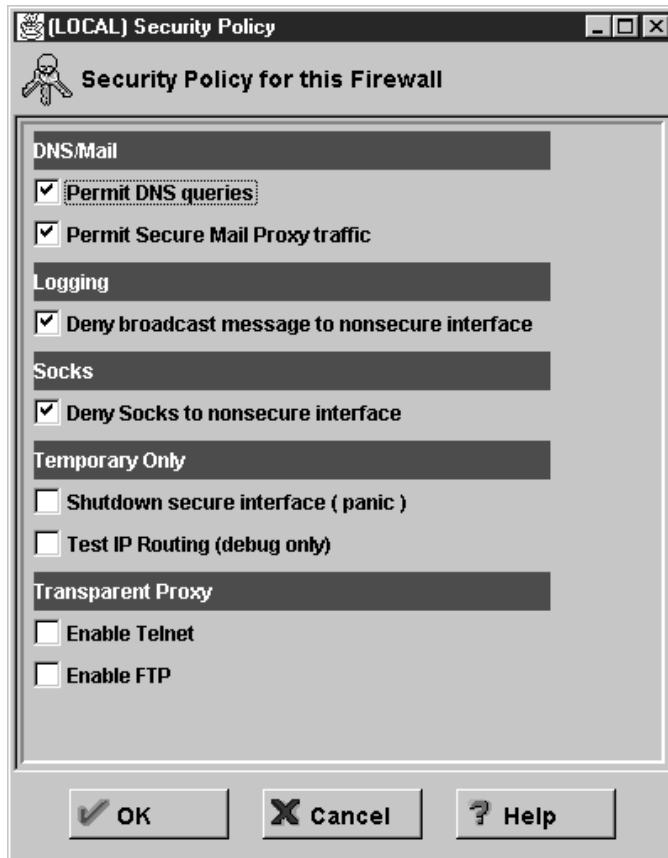 (LOCAL) Security Policy
Security Policy for this Firewall
DNS/Mail
Permit DNS queries
Permit Secure Mail Proxy traffic
Logging
Deny broadcast message to nonsecure interface
Socks
Deny Socks to nonsecure interface
Temporary Only
Shutdown secure interface ( panic )
Test IP Routing (debug only)
Transparent Proxy
Enable Telnet
Enable FTP
OK Cancel Help